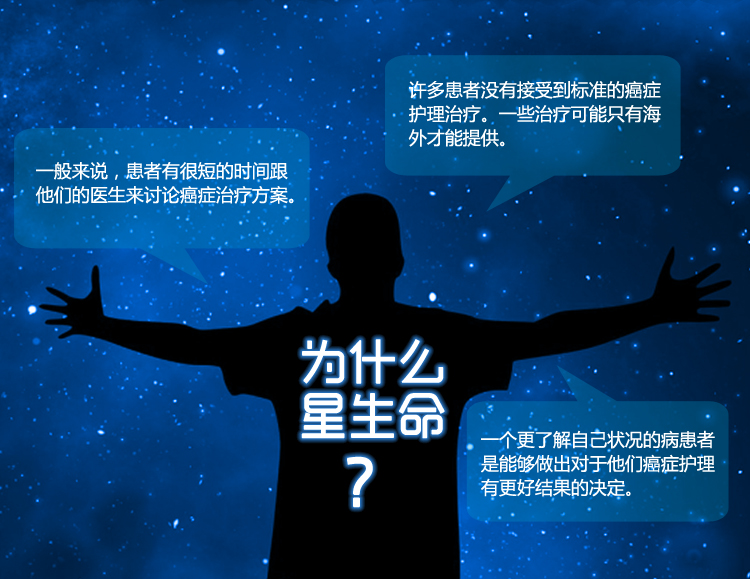 许多患者没有接受到标准的癌症
护理治疗。一些治疗可能只有海
外才能提供。
一般来说，患者有很短的时间跟
他们的医生来讨论癌症治疗方案。
为什么
星生命
？
一个更了解自己状况的病患者
是能够做出对于他们癌症护理
有更好结果的决定。